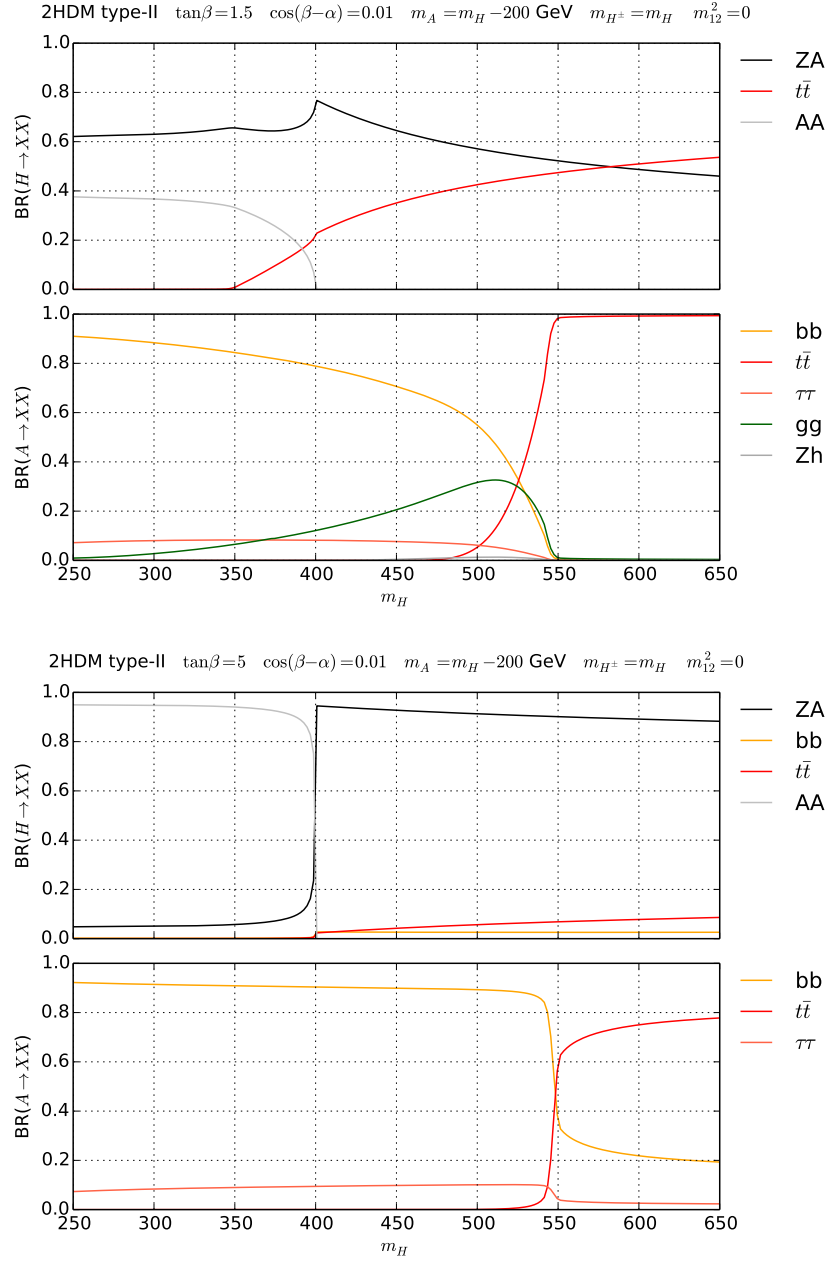 2HDM type-II tanβ=1.5 cos(β−α)=0.01 m_A=m_H−200 GeV m_{H^±}=m_H m_{12}^2=0
BR(H→XX)
1.0
0.8
0.6
0.4
0.2
0.0
ZA
tt̄
AA
BR(A→XX)
1.0
0.8
0.6
0.4
0.2
0.0
250 300 350 400 450 500 550 600 650
m_H
bb
tt̄
ττ
gg
Zh
2HDM type-II tanβ=5 cos(β−α)=0.01 m_A=m_H−200 GeV m_{H^±}=m_H m_{12}^2=0
BR(H→XX)
1.0
0.8
0.6
0.4
0.2
0.0
ZA
bb
tt̄
AA
BR(A→XX)
1.0
0.8
0.6
0.4
0.2
0.0
250 300 350 400 450 500 550 600 650
m_H
bb
tt̄
ττ